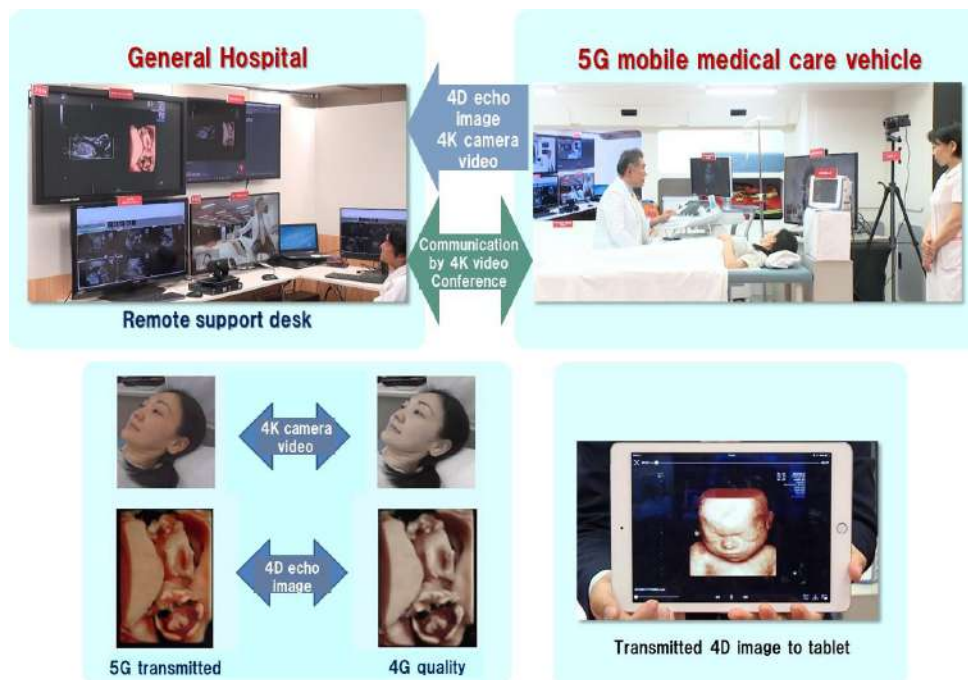 General Hospital
5G mobile medical care vehicle
4D echo
image
4K camera
video
Communication
by 4K video
Conference
Remote support desk
4K camera
video
4D echo
image
5G transmitted
4G quality
Transmitted 4D image to tablet